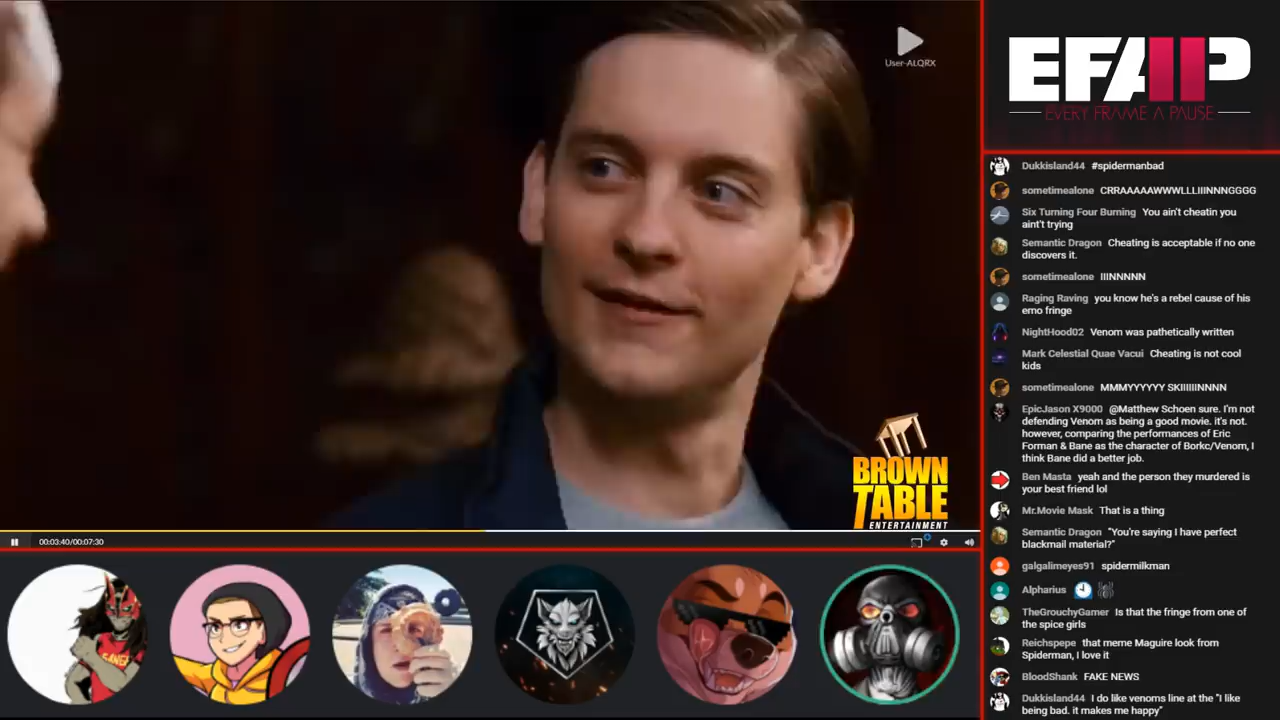 User-ALQRX
BROWN
TABLE
ENTERTAINMENT
00:03:40/00:07:30
EFAP
EVERY FRAME A PAUSE
Dukkisland44 #spidermanbad
sometimealone CRRAAAAAWWWLLLIIINNNGGGG
Six Turning Four Burning You ain't cheatin you
aint't trying
Semantic Dragon Cheating is acceptable if no one
discovers it.
sometimealone IIINNNNN
Raging Raving you know he's a rebel cause of his
emo fringe
NightHood02 Venom was pathetically written
Mark Celestial Quae Vacui Cheating is not cool
kids
sometimealone MMMYYYYYY SKIIIIIINNNN
EpicJason X9000 @Matthew Schoen sure. I'm not
defending Venom as being a good movie. it's not.
however, comparing the performances of Eric
Forman & Bane as the character of Borkc/Venom, I
think Bane did a better job.
Ben Masta yeah and the person they murdered is
your best friend lol
Mr.Movie Mask That is a thing
Semantic Dragon "You're saying I have perfect
blackmail material?"
galgalimeyes91 spidermilkman
Alpharius
TheGrouchyGamer Is that the fringe from one of
the spice girls
Reichspepe that meme Maguire look from
Spiderman, I love it
BloodShank FAKE NEWS
Dukkisland44 I do like venoms line at the "I like
being bad. it makes me happy"